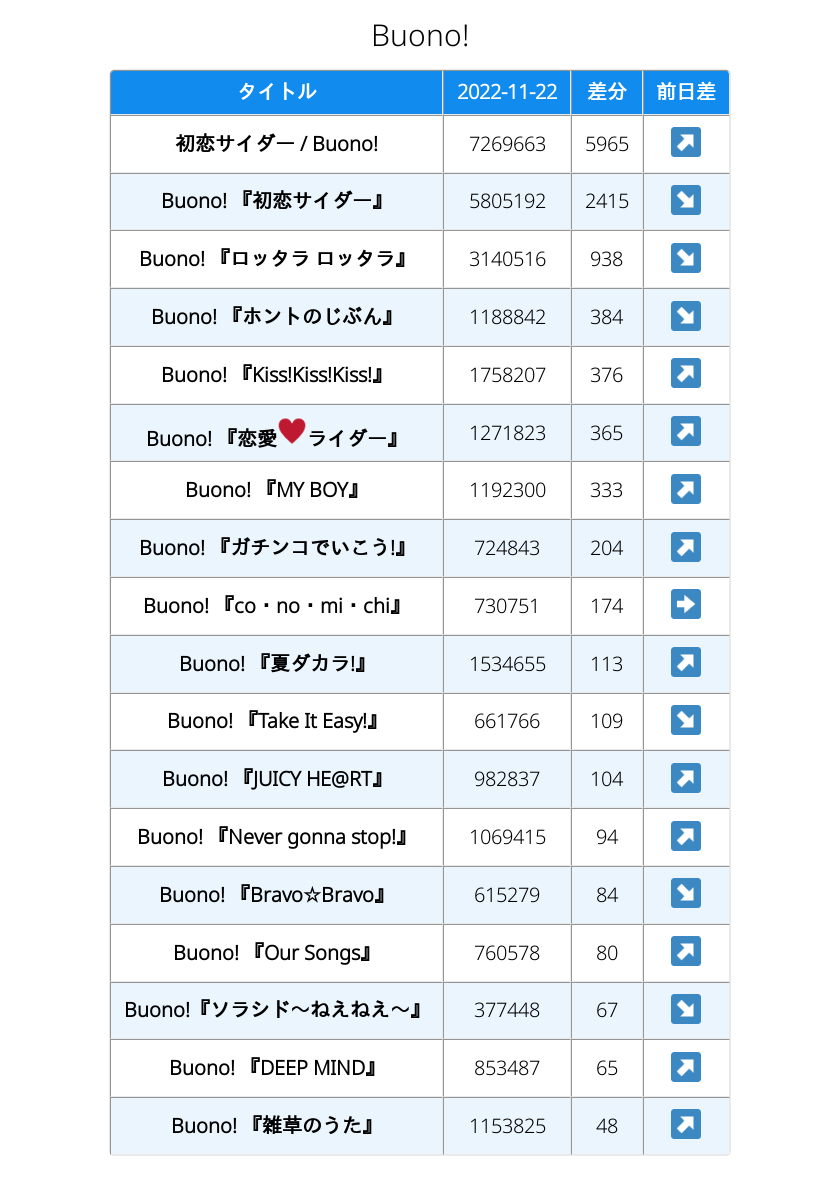 Buono!
タイトル 2022-11-22 差分 前日差
初恋サイダー / Buono! 7269663 5965 ↗
Buono! 『初恋サイダー』 5805192 2415 ↘
Buono! 『ロッタラ ロッタラ』 3140516 938 ↘
Buono! 『ホントのじぶん』 1188842 384 ↘
Buono! 『Kiss!Kiss!Kiss!』 1758207 376 ↗
Buono! 『恋愛♥ライダー』 1271823 365 ↗
Buono! 『MY BOY』 1192300 333 ↗
Buono! 『ガチンコでいこう!』 724843 204 ↗
Buono! 『co・no・mi・chi』 730751 174 →
Buono! 『夏ダカラ!』 1534655 113 ↗
Buono! 『Take It Easy!』 661766 109 ↘
Buono! 『JUICY HE@RT』 982837 104 ↗
Buono! 『Never gonna stop!』 1069415 94 ↗
Buono! 『Bravo☆Bravo』 615279 84 ↘
Buono! 『Our Songs』 760578 80 ↗
Buono!『ソラシド〜ねえねえ〜』 377448 67 ↘
Buono! 『DEEP MIND』 853487 65 ↗
Buono! 『雑草のうた』 1153825 48 ↗